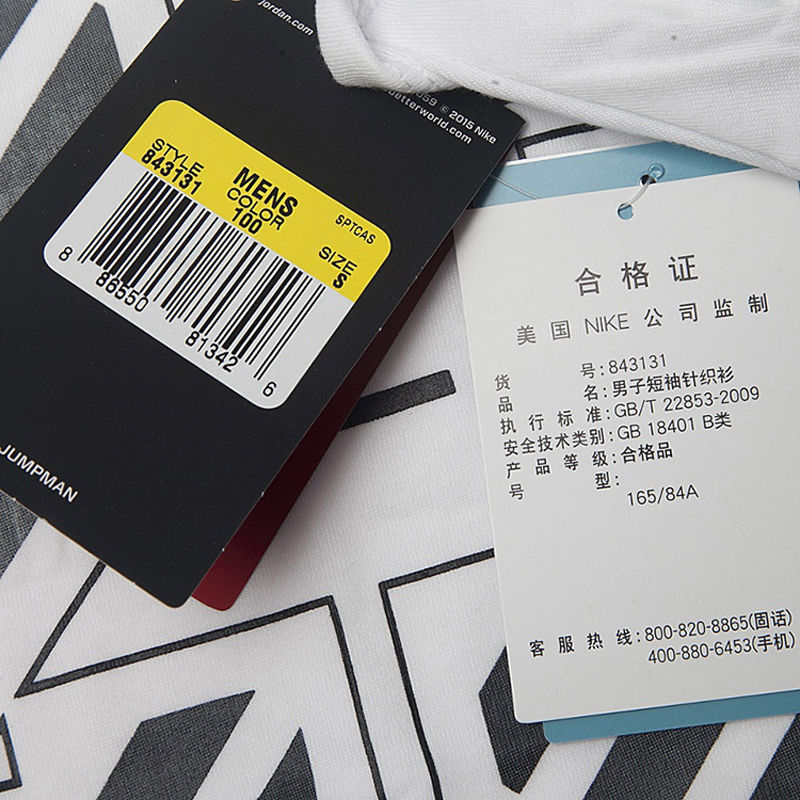 jordan.com
© 2015 Nike
betterworld.com
STYLE
843131
MENS
COLOR
100
SPTCAS
SIZE
S
8
86550
81342
6
JUMPMAN
合格证
美国 NIKE 公司监制
货号:843131
品名:男子短袖针织衫
执行标准:GB/T 22853-2009
安全技术类别:GB 18401 B类
产品等级:合格品
号型:
165/84A
客服热线:800-820-8865(固话)
400-880-6453(手机)